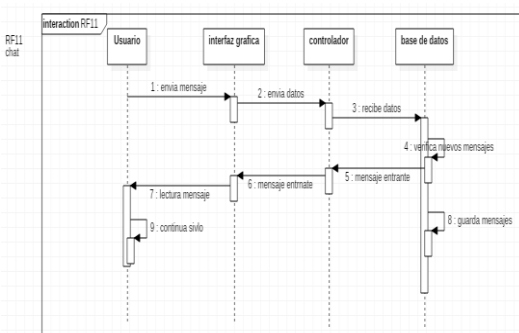 interaction RF11
RF11
chat
Usuario
interfaz grafica
controlador
base de datos
1 : envia mensaje
2 : envia datos
3 : recibe datos
4 : verifica nuevos mensajes
5 : mensaje entrante
6 : mensaje entrnate
7 : lectura mensaje
8 : guarda mensajes
9 : continua sivlo